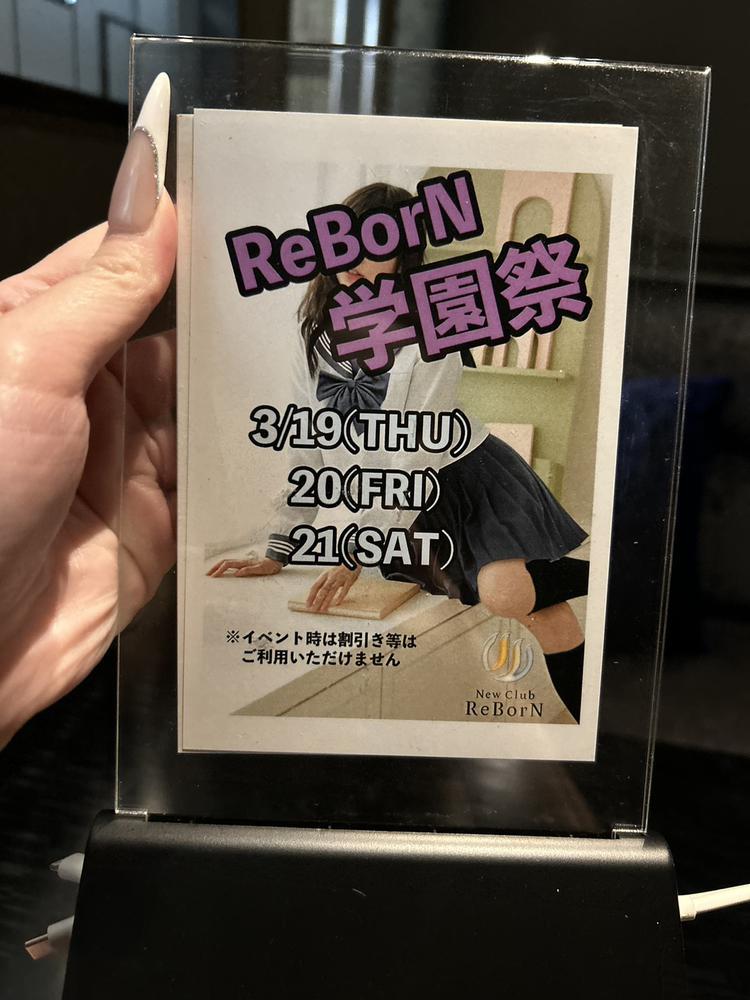 ReBorN
学園祭
3/19(THU)
20(FRI)
21(SAT)
※イベント時は割引き等は
ご利用いただけません
New Club
ReBorN